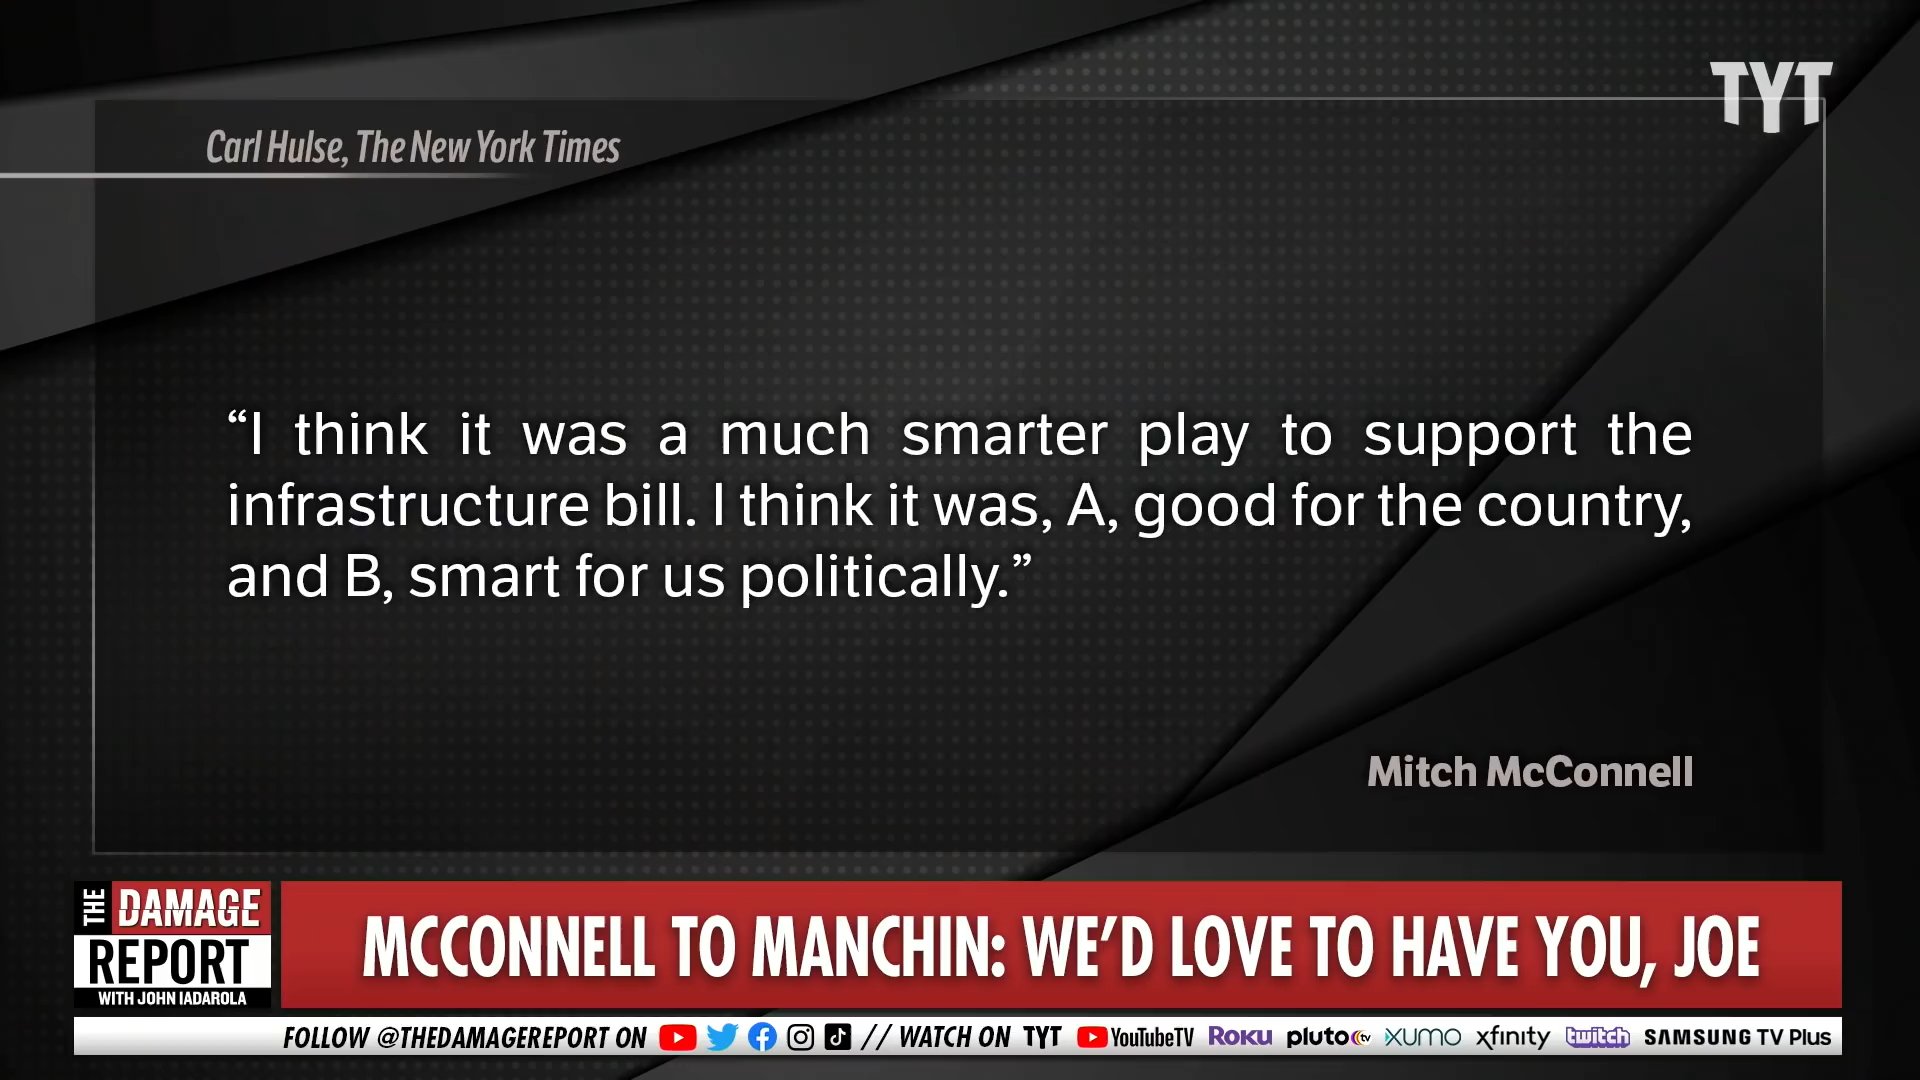 TYT
Carl Hulse, The New York Times
“I think it was a much smarter play to support the
infrastructure bill. I think it was, A, good for the country,
and B, smart for us politically.”
Mitch McConnell
THE DAMAGE
REPORT
WITH JOHN IADAROLA
MCCONNELL TO MANCHIN: WE’D LOVE TO HAVE YOU, JOE
FOLLOW @THEDAMAGEREPORT ON // WATCH ON TYT YouTubeTV ROKU pluto tv XUMO xfinity twitch SAMSUNG TV Plus